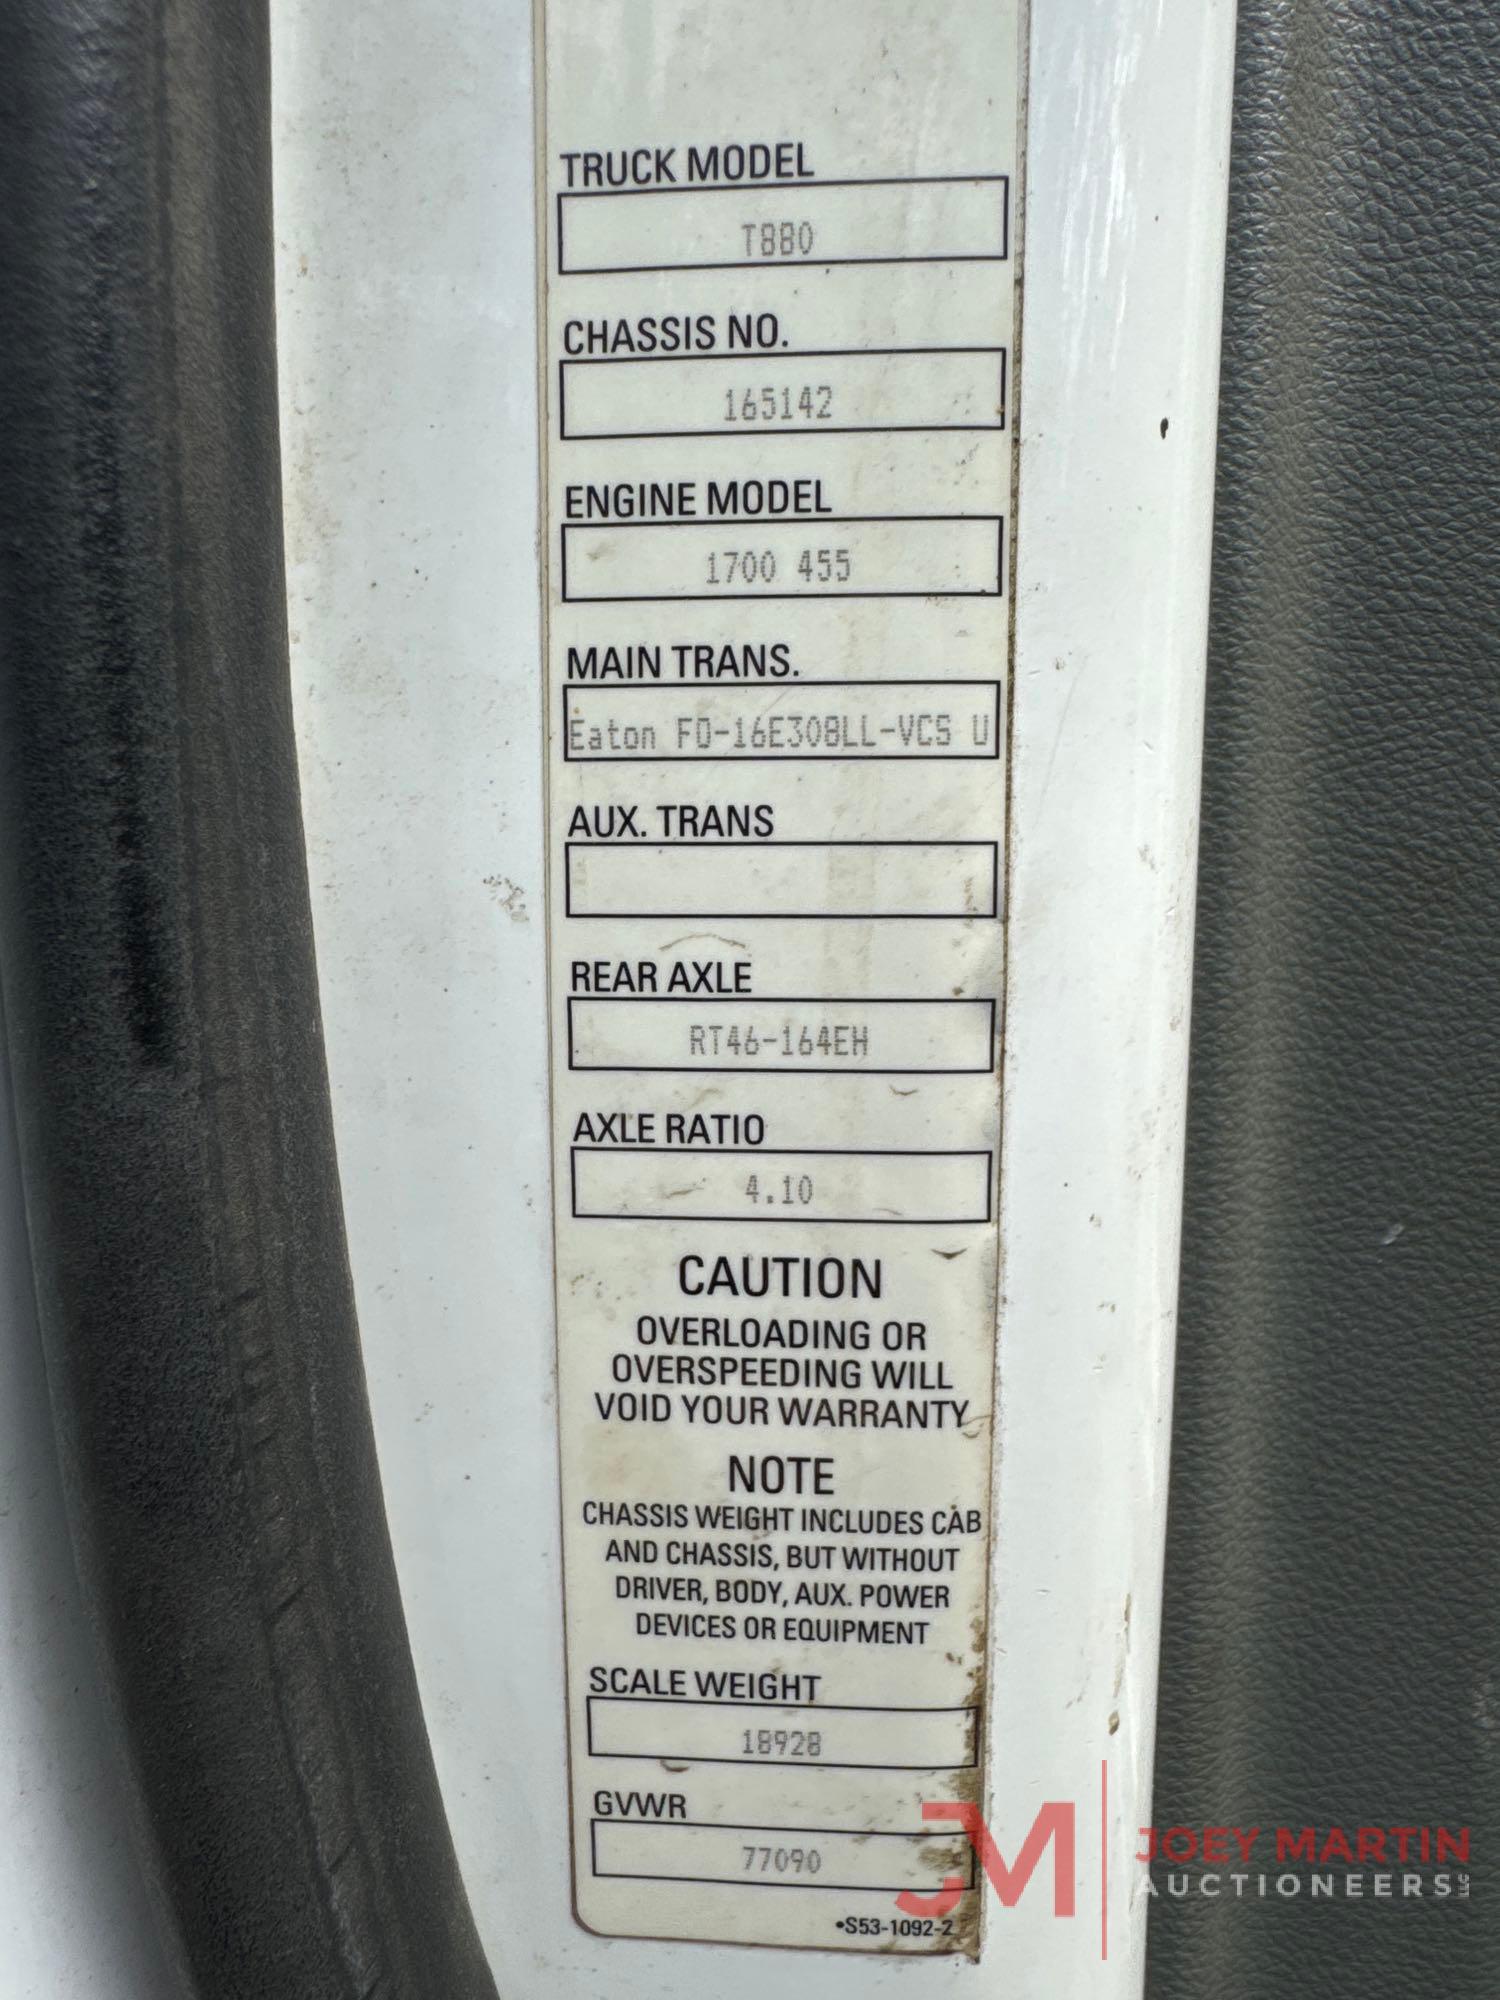 TRUCK MODEL
T880
CHASSIS NO.
165142
ENGINE MODEL
1700 455
MAIN TRANS.
Eaton FO-16E308LL-VCS U
AUX. TRANS
REAR AXLE
RT46-164EH
AXLE RATIO
4.10
CAUTION
OVERLOADING OR
OVERSPEEDING WILL
VOID YOUR WARRANTY
NOTE
CHASSIS WEIGHT INCLUDES CAB
AND CHASSIS, BUT WITHOUT
DRIVER, BODY, AUX. POWER
DEVICES OR EQUIPMENT
SCALE WEIGHT
18928
GVWR
77090
•S53-1092-2
JM
JOEY MARTIN
AUCTIONEERS LLC